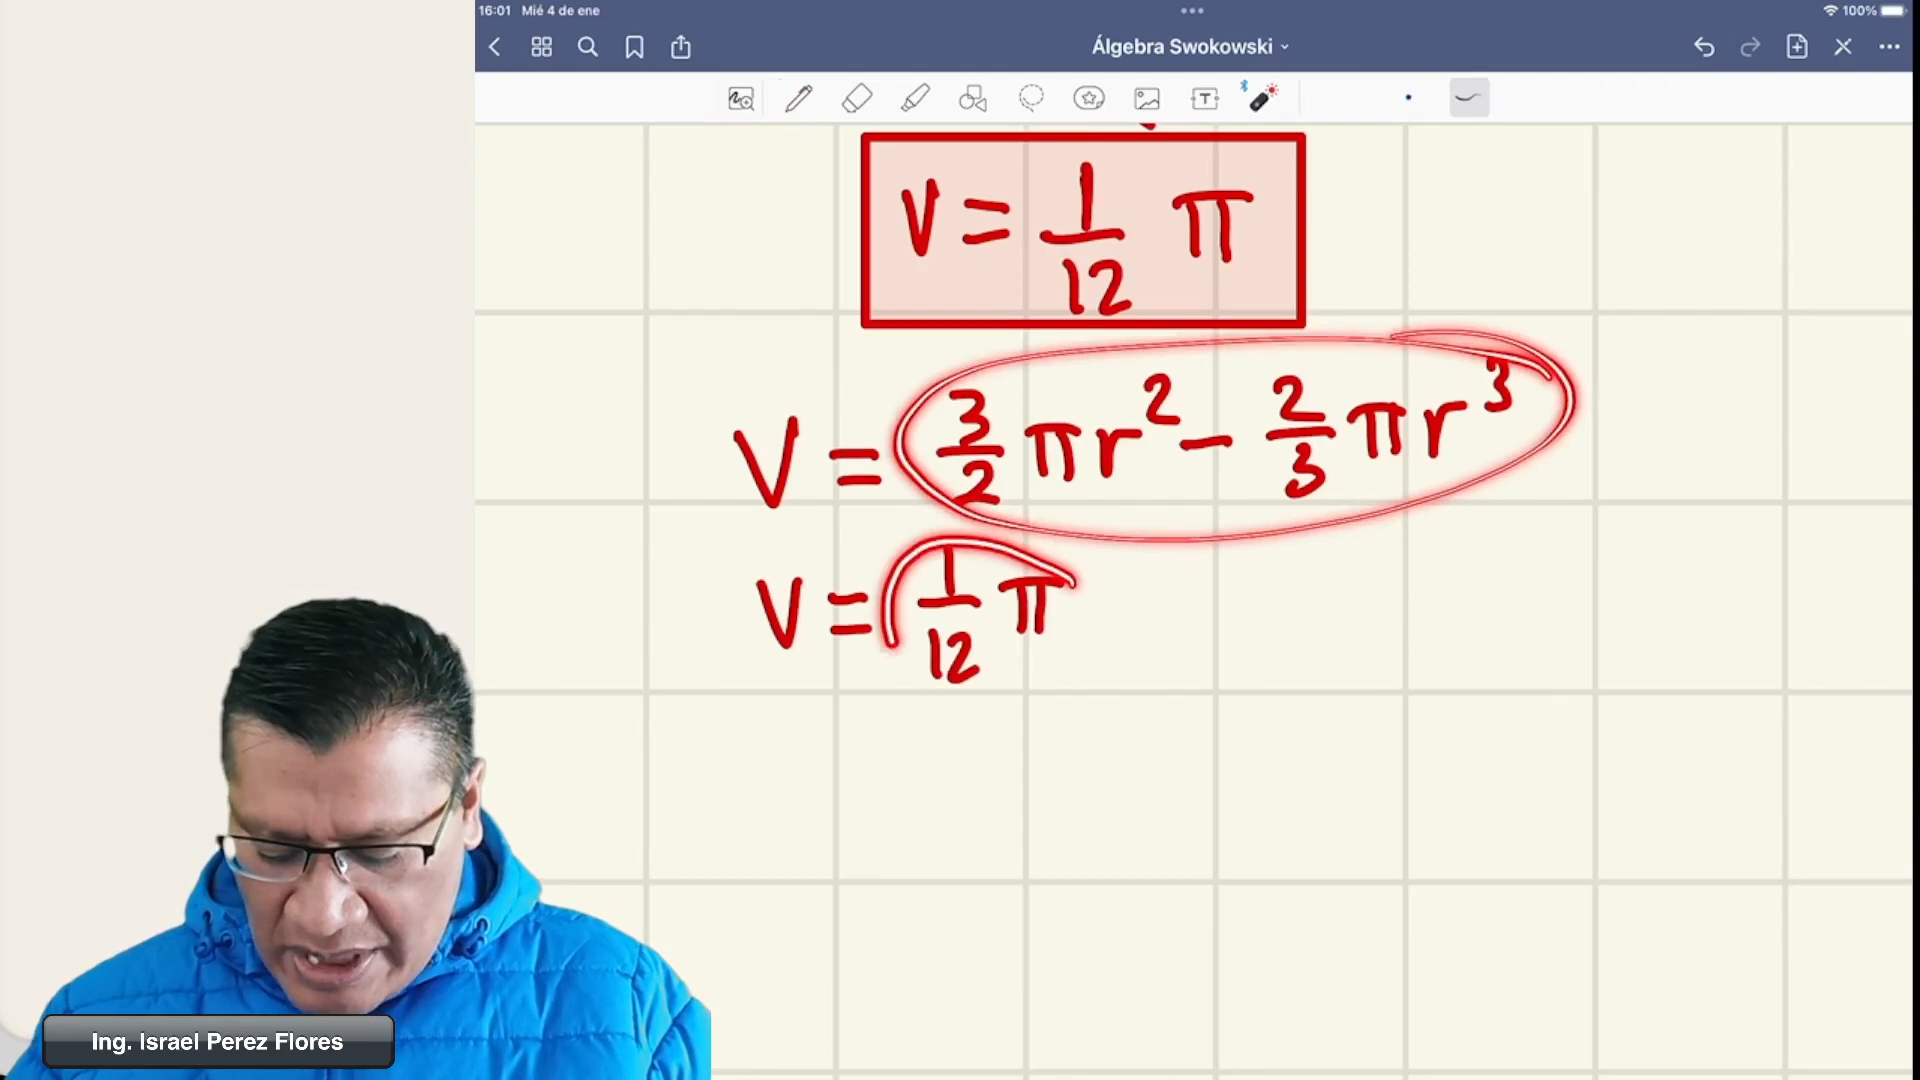 16:01 Mié 4 de ene
100%
Álgebra Swokowski
T
V = 1/12 π
V = 3/2 πr² - 2/3 πr³
V = 1/12 π
Ing. Israel Perez Flores